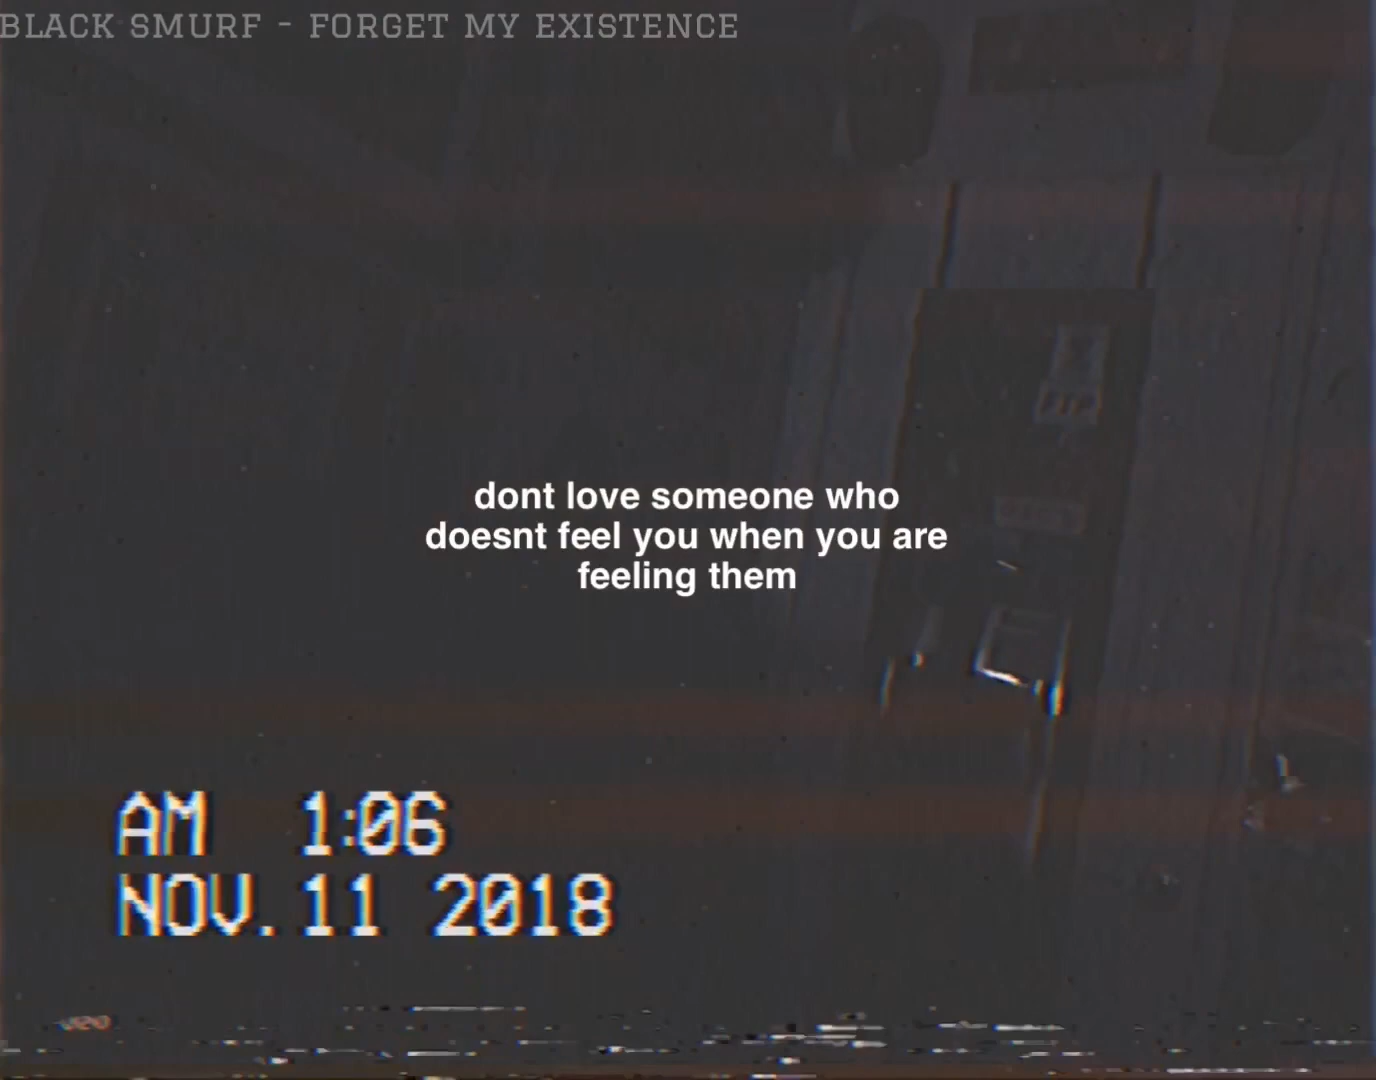 BLACK SMURF - FORGET MY EXISTENCE
dont love someone who
doesnt feel you when you are
feeling them
AM 1:06
NOV. 11 2018